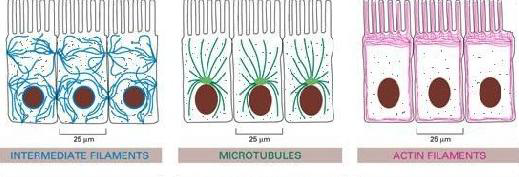 25 µm
25 µm
25 µm
INTERMEDIATE FILAMENTS
MICROTUBULES
ACTIN FILAMENTS